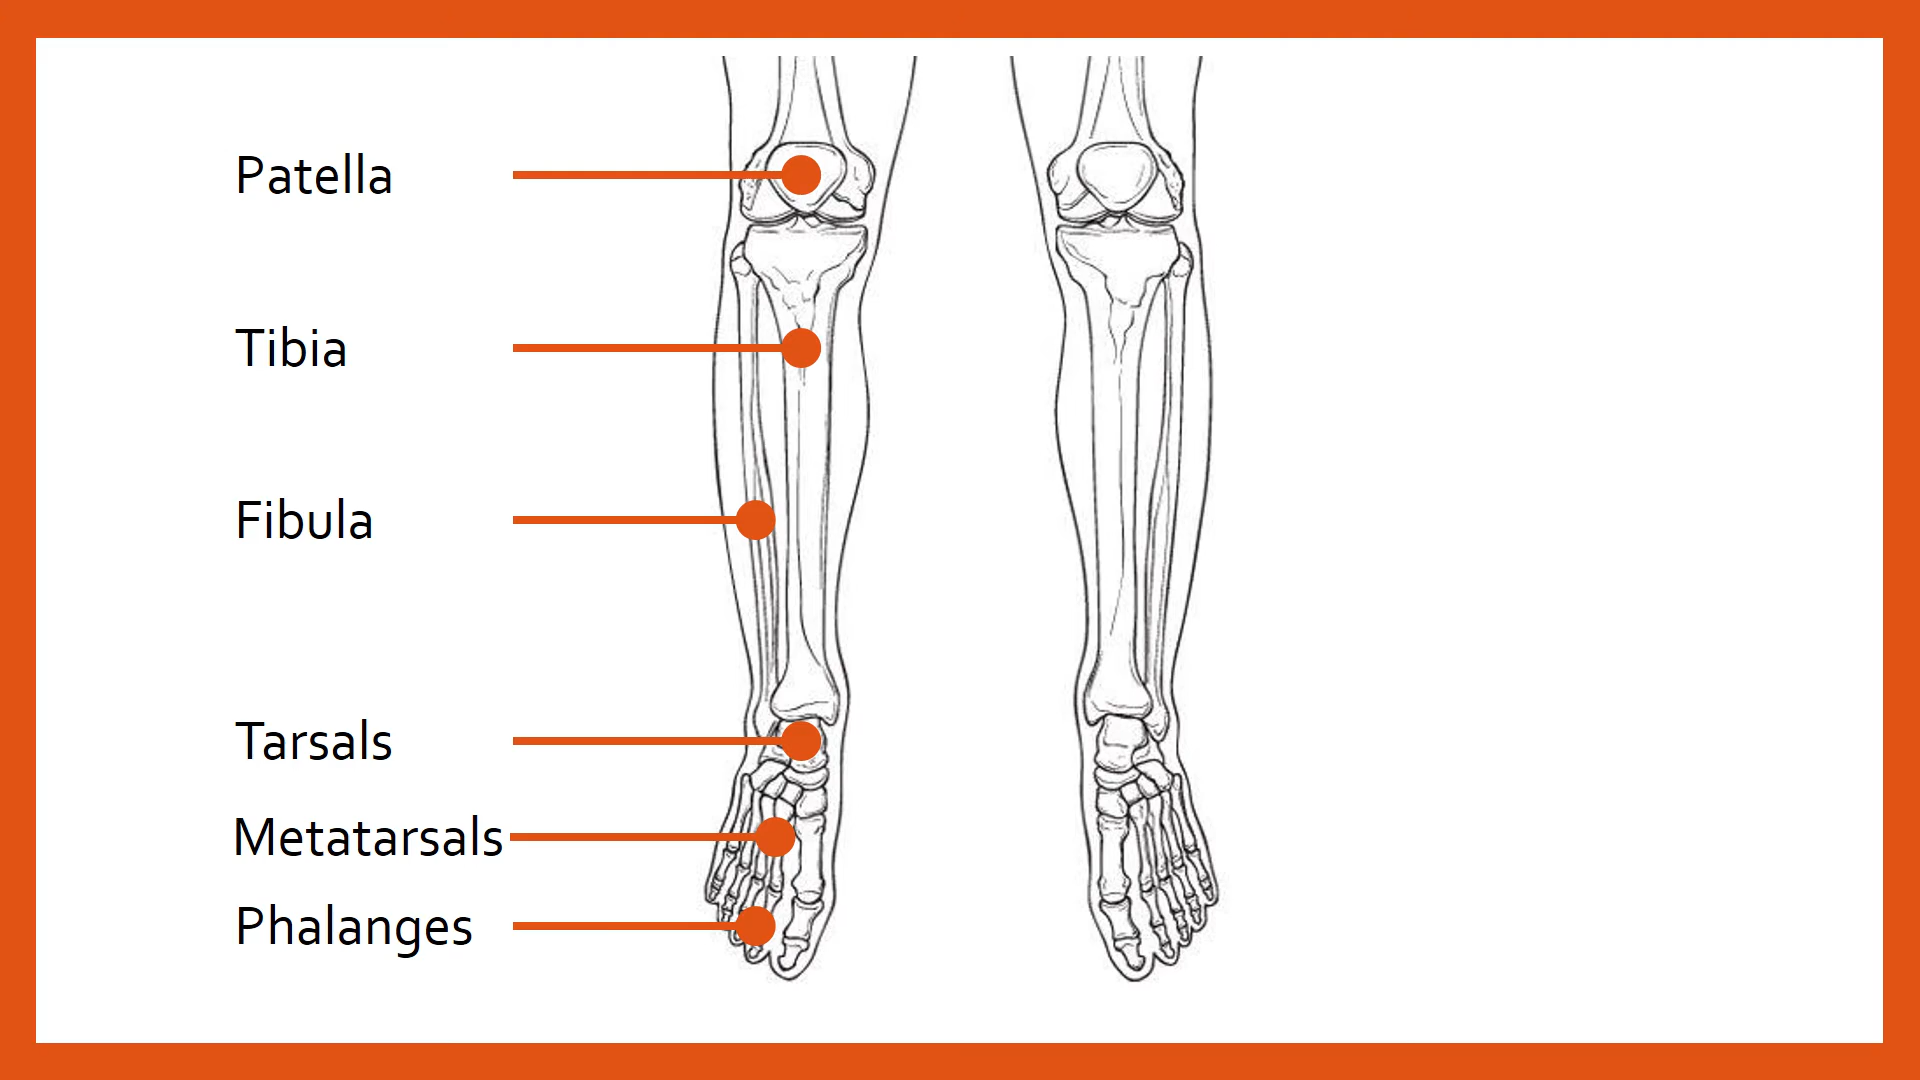 Patella
Tibia
Fibula
Tarsals
Metatarsals
Phalanges